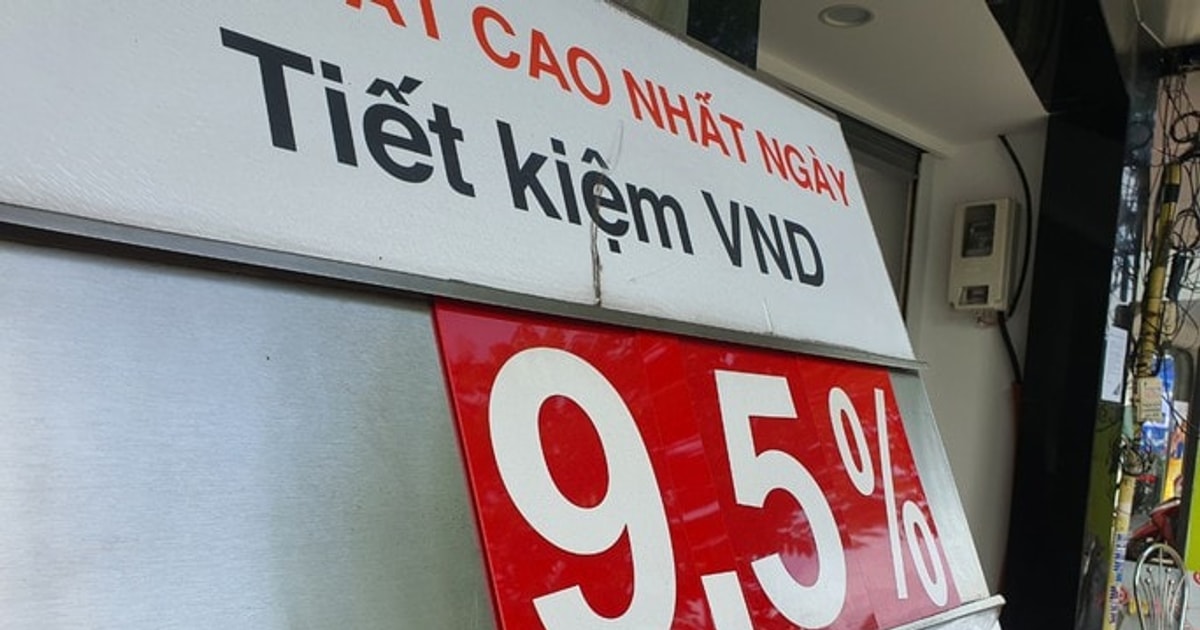 CAO NHẤT NGÀY
Tiết kiệm VND
9,5%